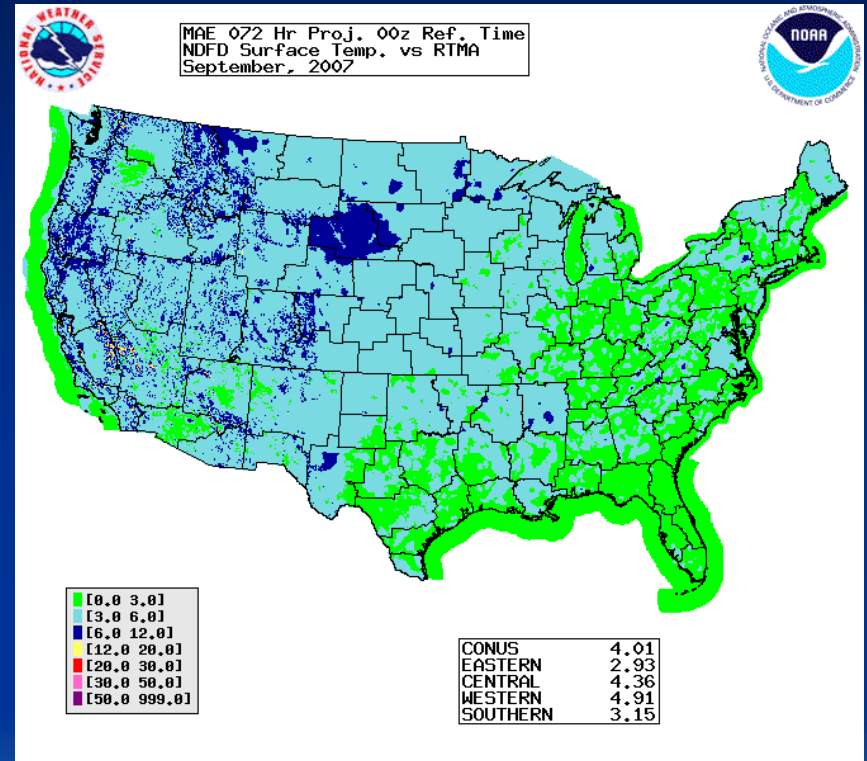 NATIONAL WEATHER SERVICE
MAE 072 Hr Proj. 00z Ref. Time
NDFD Surface Temp. vs RTMA
September, 2007
NATIONAL OCEANIC AND ATMOSPHERIC ADMINISTRATION
NOAA
U.S. DEPARTMENT OF COMMERCE
[0.0 3.0]
[3.0 6.0]
[6.0 12.0]
[12.0 20.0]
[20.0 30.0]
[30.0 50.0]
[50.0 999.0]
CONUS 4.01
EASTERN 2.93
CENTRAL 4.36
WESTERN 4.91
SOUTHERN 3.15